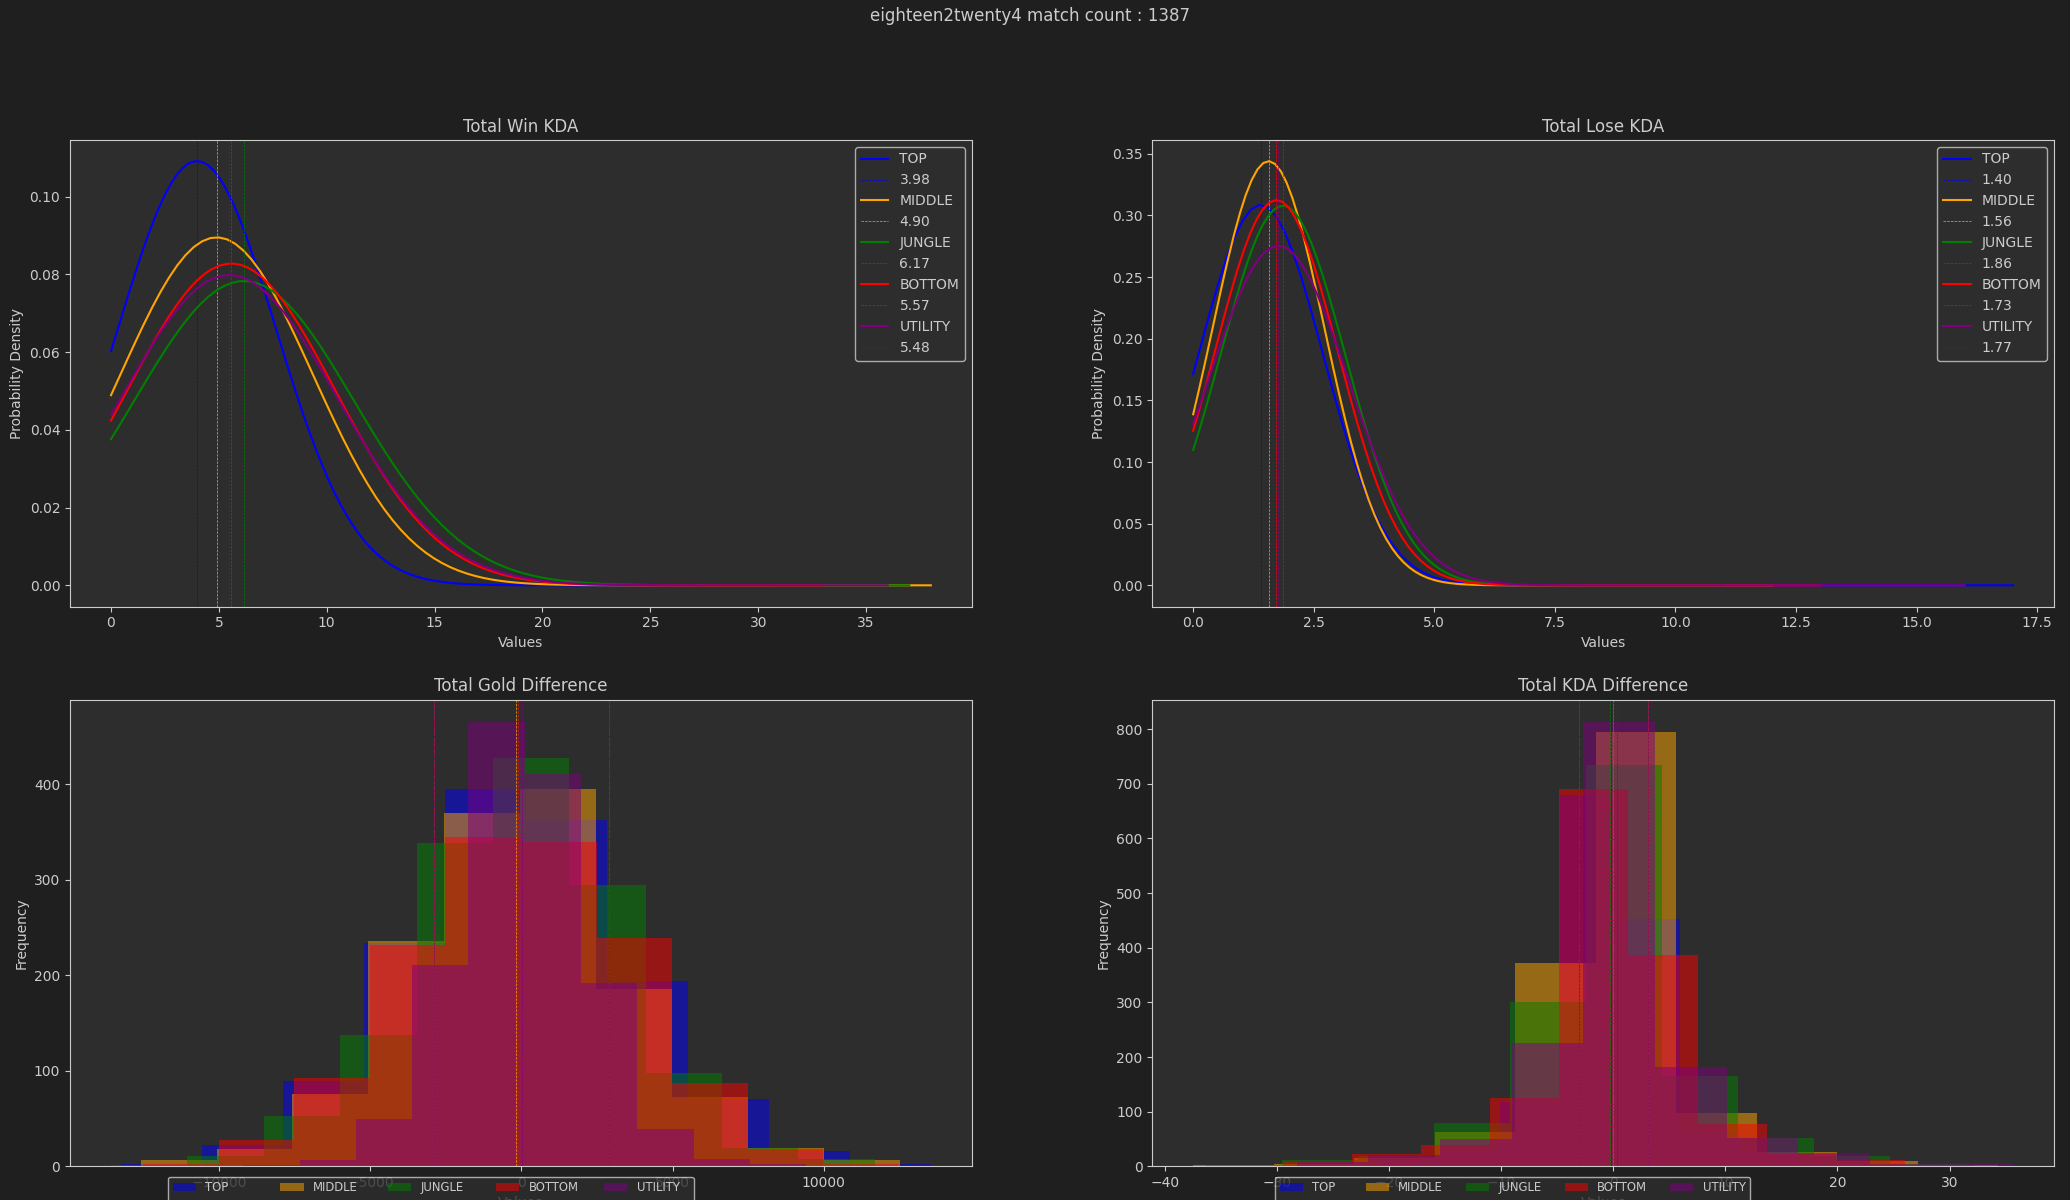 eighteen2twenty4 match count : 1387
Total Win KDA
Probability Density
0.10
0.08
0.06
0.04
0.02
0.00
0 5 10 15 20 25 30 35
Values
TOP
3.98
MIDDLE
4.90
JUNGLE
6.17
BOTTOM
5.57
UTILITY
5.48
Total Lose KDA
Probability Density
0.35
0.30
0.25
0.20
0.15
0.10
0.05
0.00
0.0 2.5 5.0 7.5 10.0 12.5 15.0 17.5
Values
TOP
1.40
MIDDLE
1.56
JUNGLE
1.86
BOTTOM
1.73
UTILITY
1.77
Total Gold Difference
Frequency
400
300
200
100
0
10000
TOP MIDDLE JUNGLE BOTTOM UTILITY
Total KDA Difference
Frequency
800
700
600
500
400
300
200
100
0
−40 0 20 30
TOP MIDDLE JUNGLE BOTTOM UTILITY